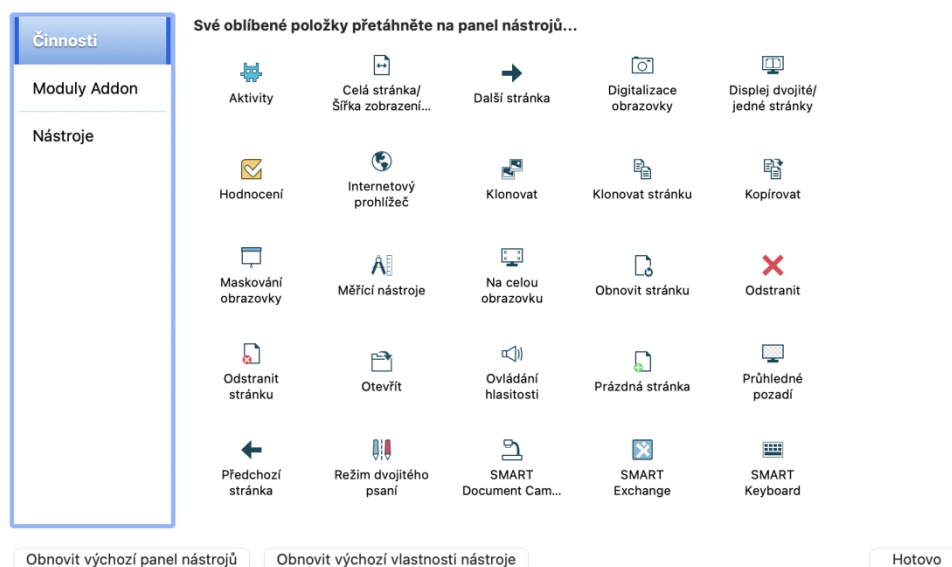 Činnosti
Moduly Addon
Nástroje
Své oblíbené položky přetáhněte na panel nástrojů...
Aktivity
Celá stránka/
Šířka zobrazení...
Další stránka
Digitalizace
obrazovky
Displej dvojité/
jedné stránky
Hodnocení
Internetový
prohlížeč
Klonovat
Klonovat stránku
Kopírovat
Maskování
obrazovky
Měřící nástroje
Na celou
obrazovku
Obnovit stránku
Odstranit
Odstranit
stránku
Otevřít
Ovládání
hlasitosti
Prázdná stránka
Průhledné
pozadí
Předchozí
stránka
Režim dvojitého
psaní
SMART
Document Cam...
SMART
Exchange
SMART
Keyboard
Obnovit výchozí panel nástrojů
Obnovit výchozí vlastnosti nástroje
Hotovo